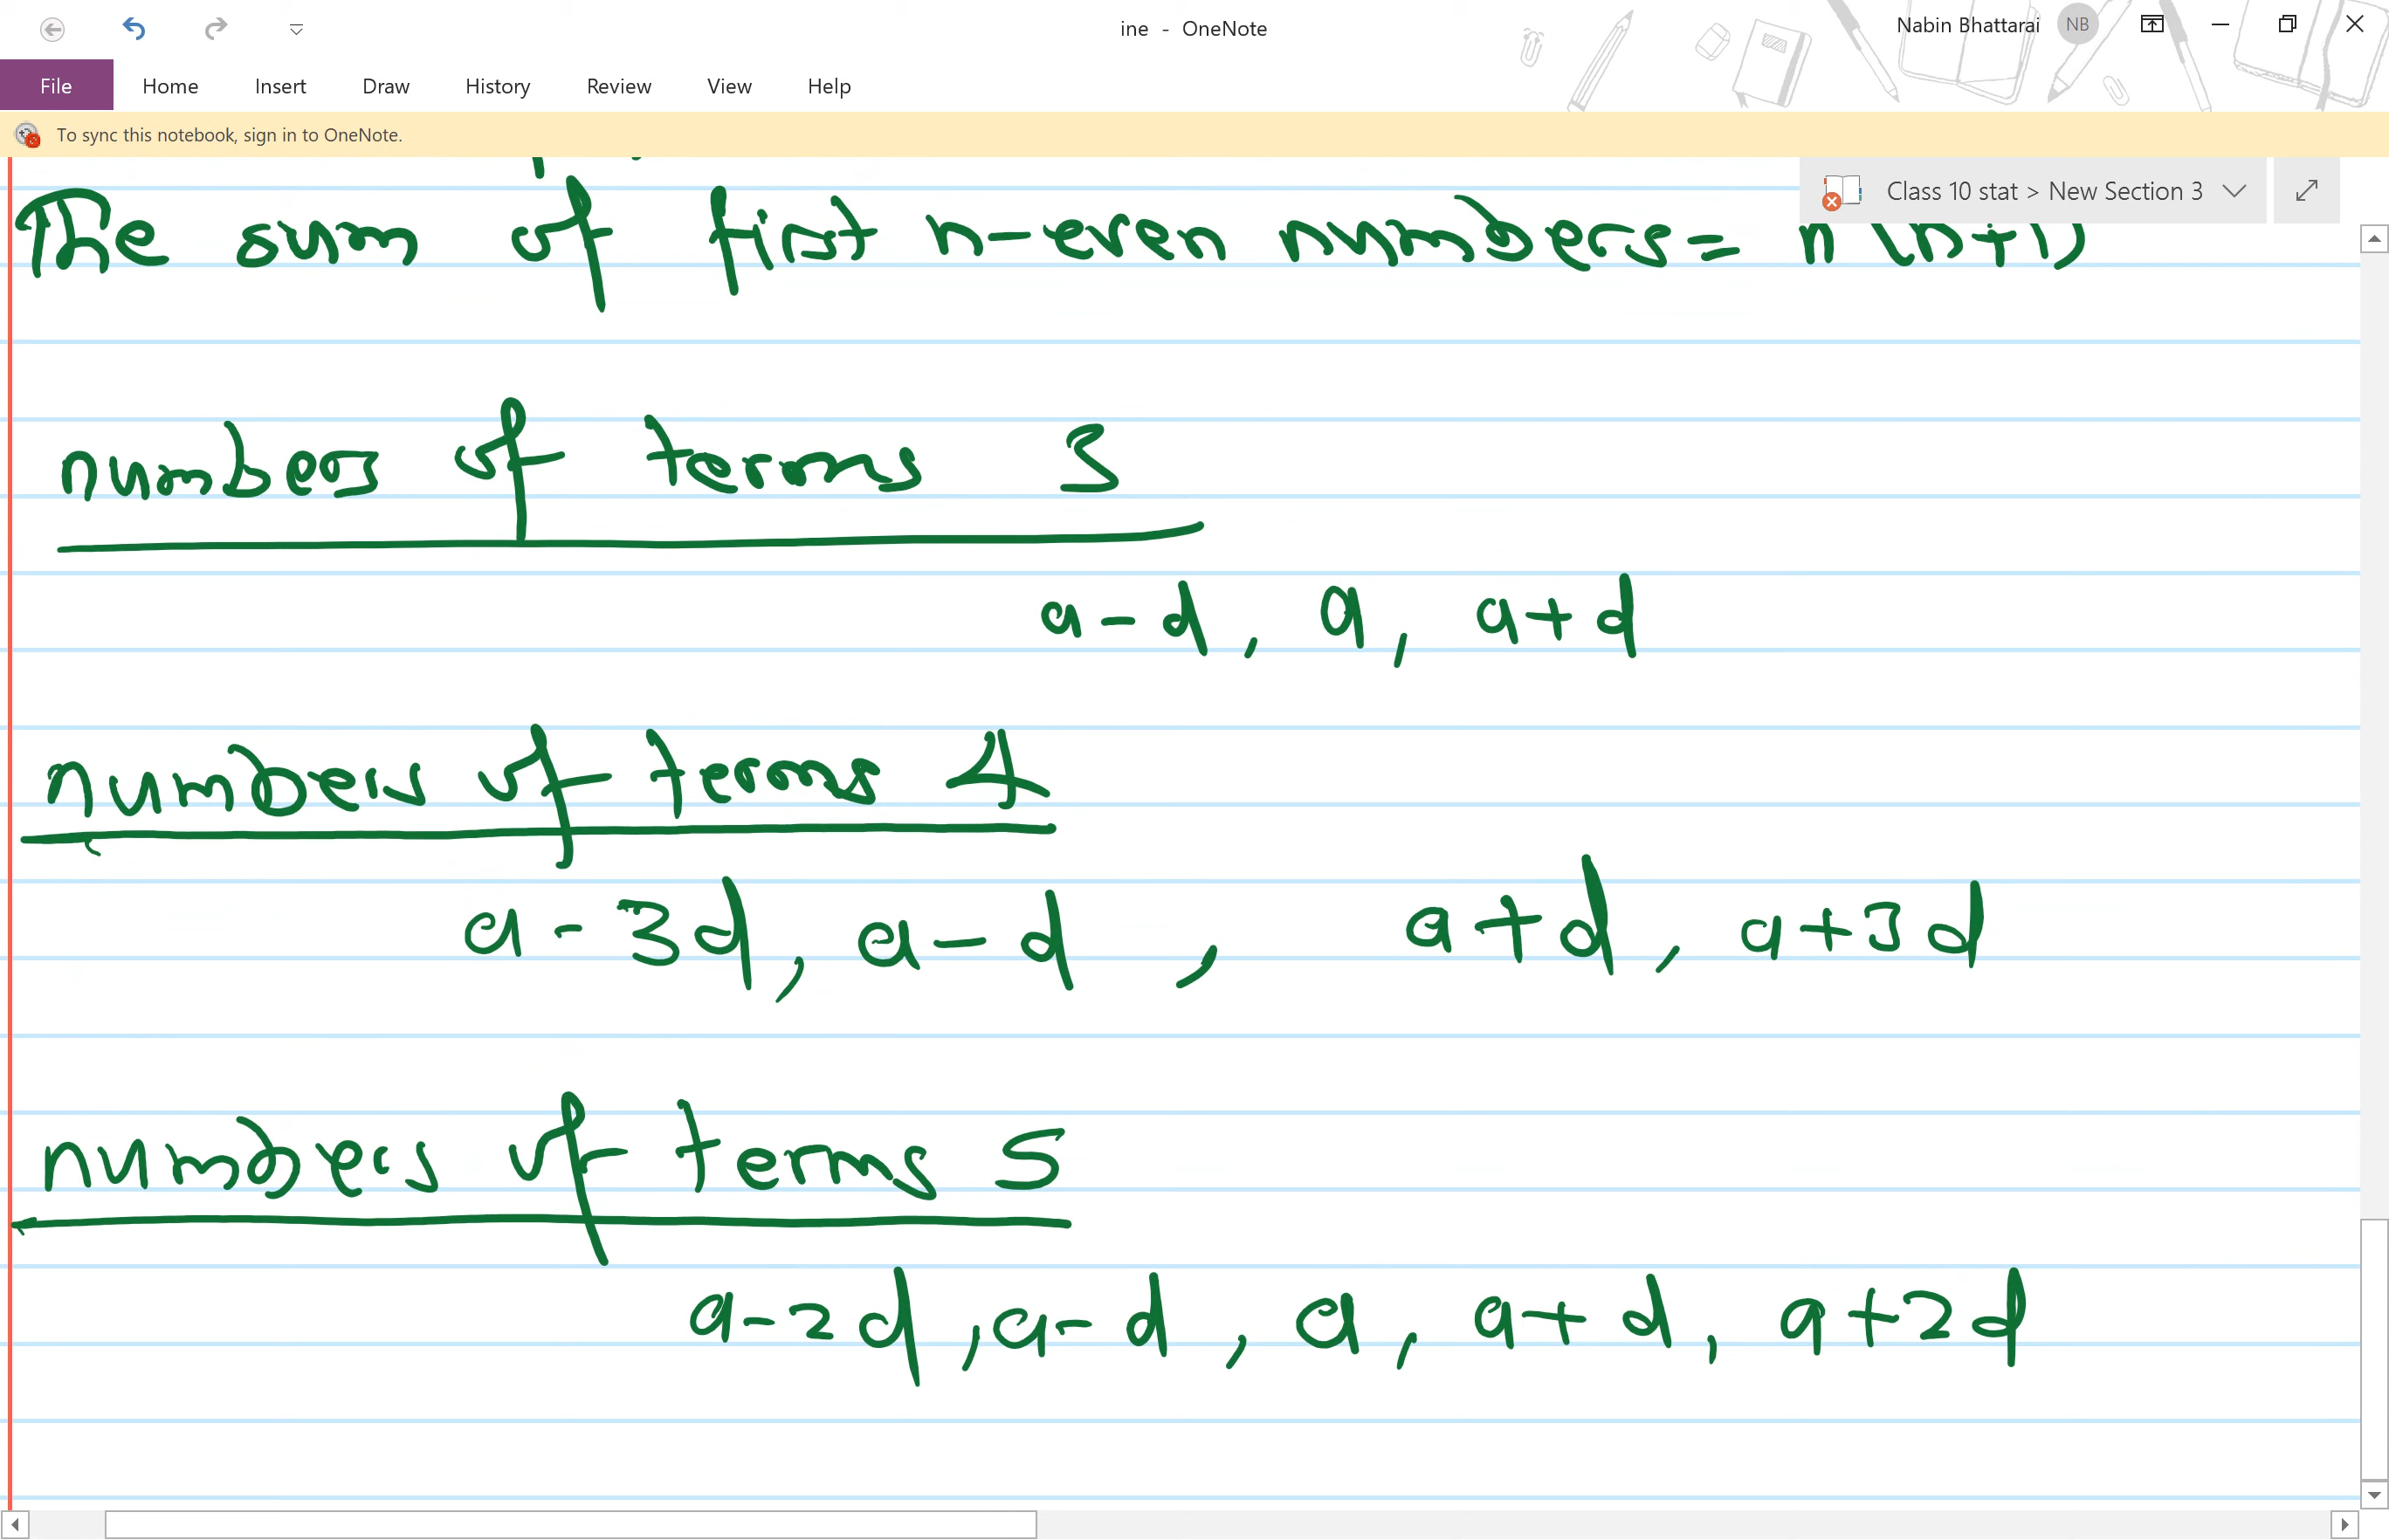 ine - OneNote
Nabin Bhattarai NB
File Home Insert Draw History Review View Help
To sync this notebook, sign in to OneNote.
Class 10 stat > New Section 3
The sum of first n-even numbers = n(n+1)
numbers of terms 3
a-d, a, a+d
numbers of terms 4
a-3d, a-d, a+d, a+3d
numbers of terms 5
a-2d, a-d, a, a+d, a+2d